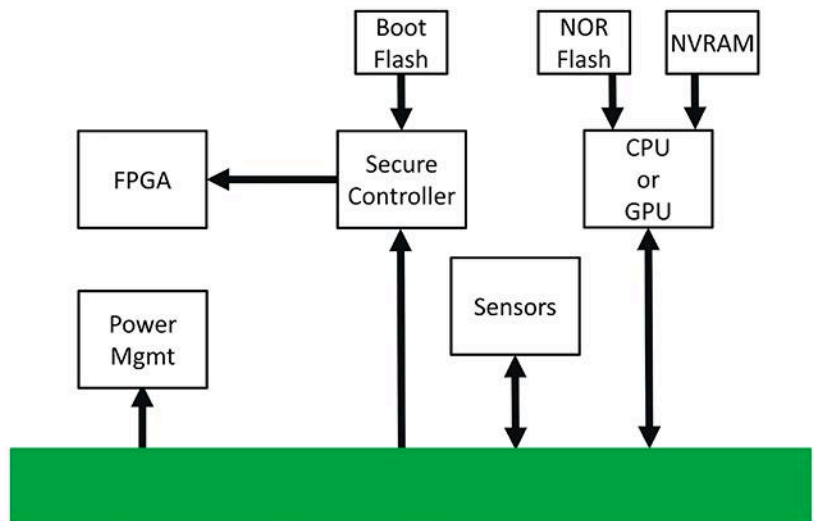 Boot
Flash
NOR
Flash
NVRAM
FPGA
Secure
Controller
CPU
or
GPU
Power
Mgmt
Sensors